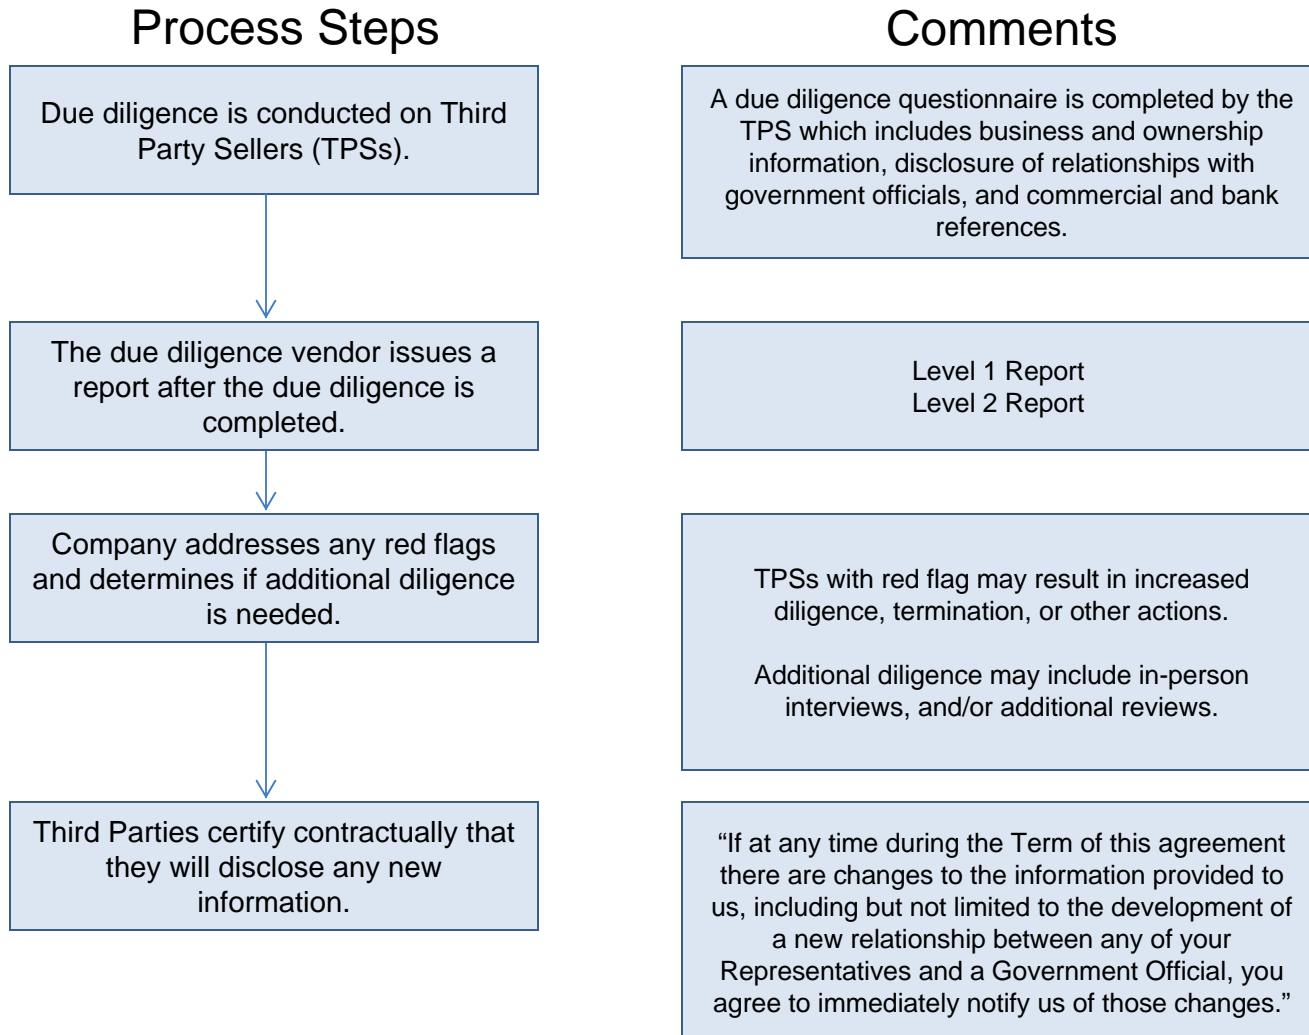 Process Steps
Comments
Due diligence is conducted on Third
Party Sellers (TPSs).
A due diligence questionnaire is completed by the
TPS which includes business and ownership
information, disclosure of relationships with
government officials, and commercial and bank
references.
The due diligence vendor issues a
report after the due diligence is
completed.
Level 1 Report
Level 2 Report
Company addresses any red flags
and determines if additional diligence
is needed.
TPSs with red flag may result in increased
diligence, termination, or other actions.
Additional diligence may include in-person
interviews, and/or additional reviews.
Third Parties certify contractually that
they will disclose any new
information.
“If at any time during the Term of this agreement
there are changes to the information provided to
us, including but not limited to the development of
a new relationship between any of your
Representatives and a Government Official, you
agree to immediately notify us of those changes.”